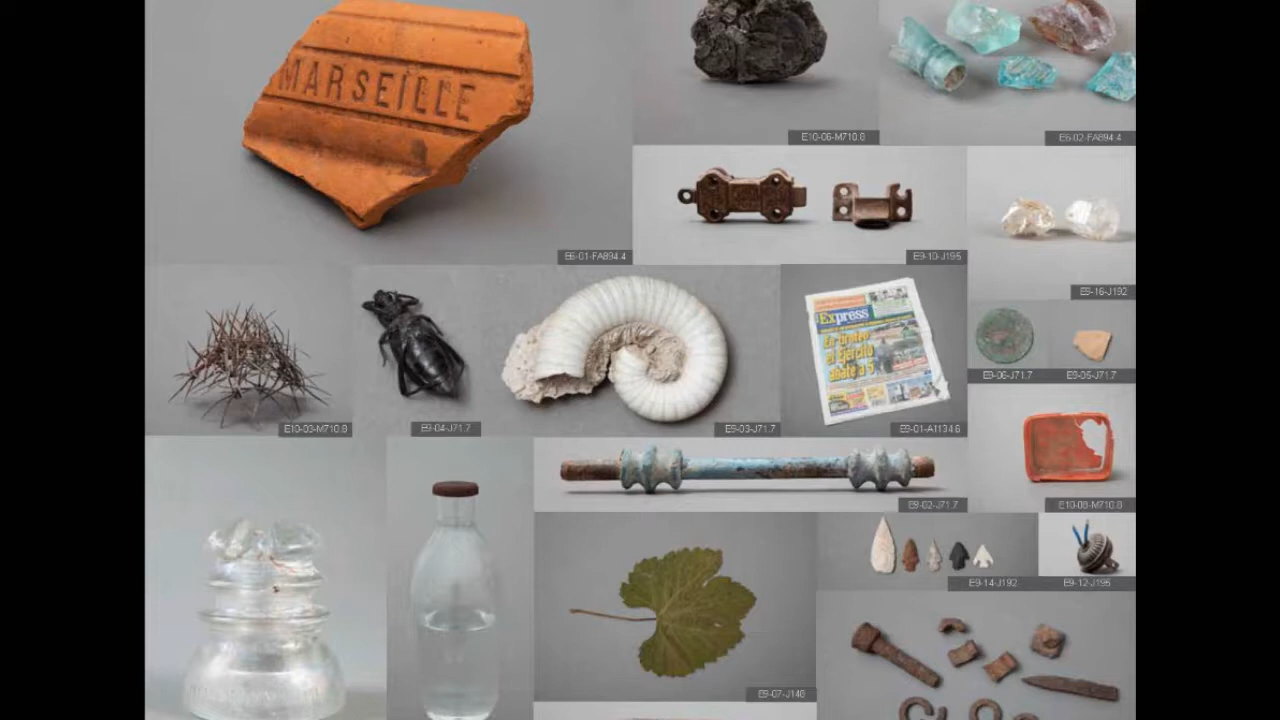 MARSEILLE
E6-01-FA894.4
E10-06-M710.8
E6-02-FA894.4
E9-10-J195
E9-16-J192
E10-03-M710.8
E9-04-J71.7
E9-03-J71.7
Express
abate a 5
E9-01-A1134.6
E9-06-J71.7
E9-05-J71.7
E9-02-J71.7
E10-08-M710.8
E9-14-J192
E9-12-J195
E9-07-J148